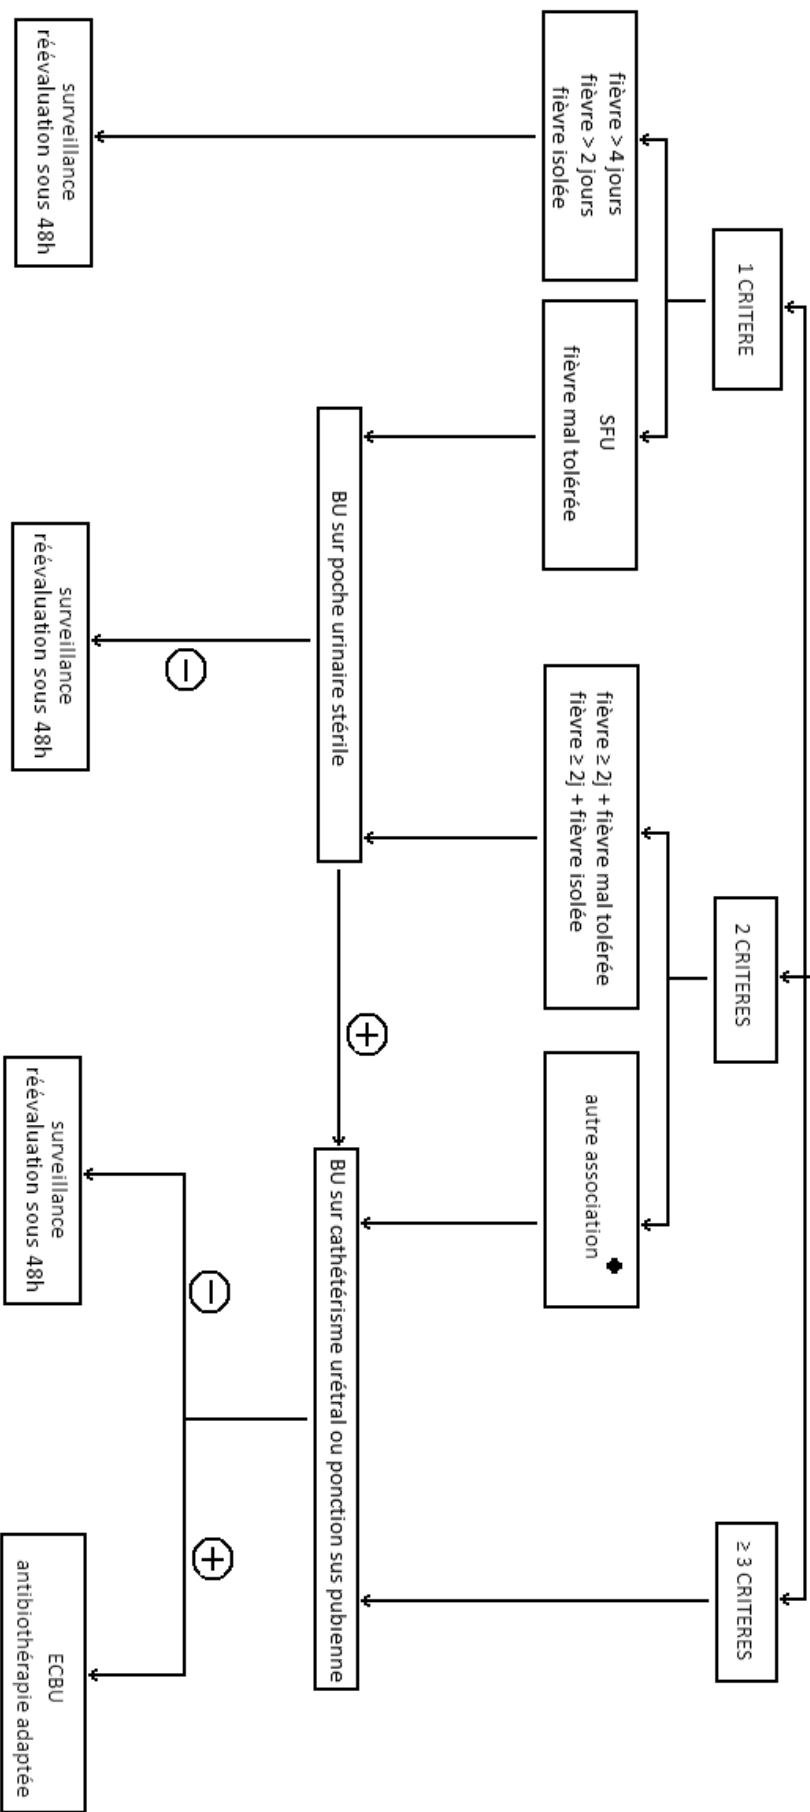 1 CRITERE
2 CRITERES
≥ 3 CRITERES
fièvre >4 jours
fièvre > 2 jours
fièvre isolée
SFU
fièvre mal tolérée
fièvre ≥ 2j + fièvre mal tolérée
fièvre ≥ 2j + fièvre isolée
autre association
BU sur poche urinaire stérile
+
BU sur cathétérisme urétral ou ponction sus pubienne
−
−
+
surveillance
réévaluation sous 48h
surveillance
réévaluation sous 48h
surveillance
réévaluation sous 48h
ECBU
antibiothérapie adaptée